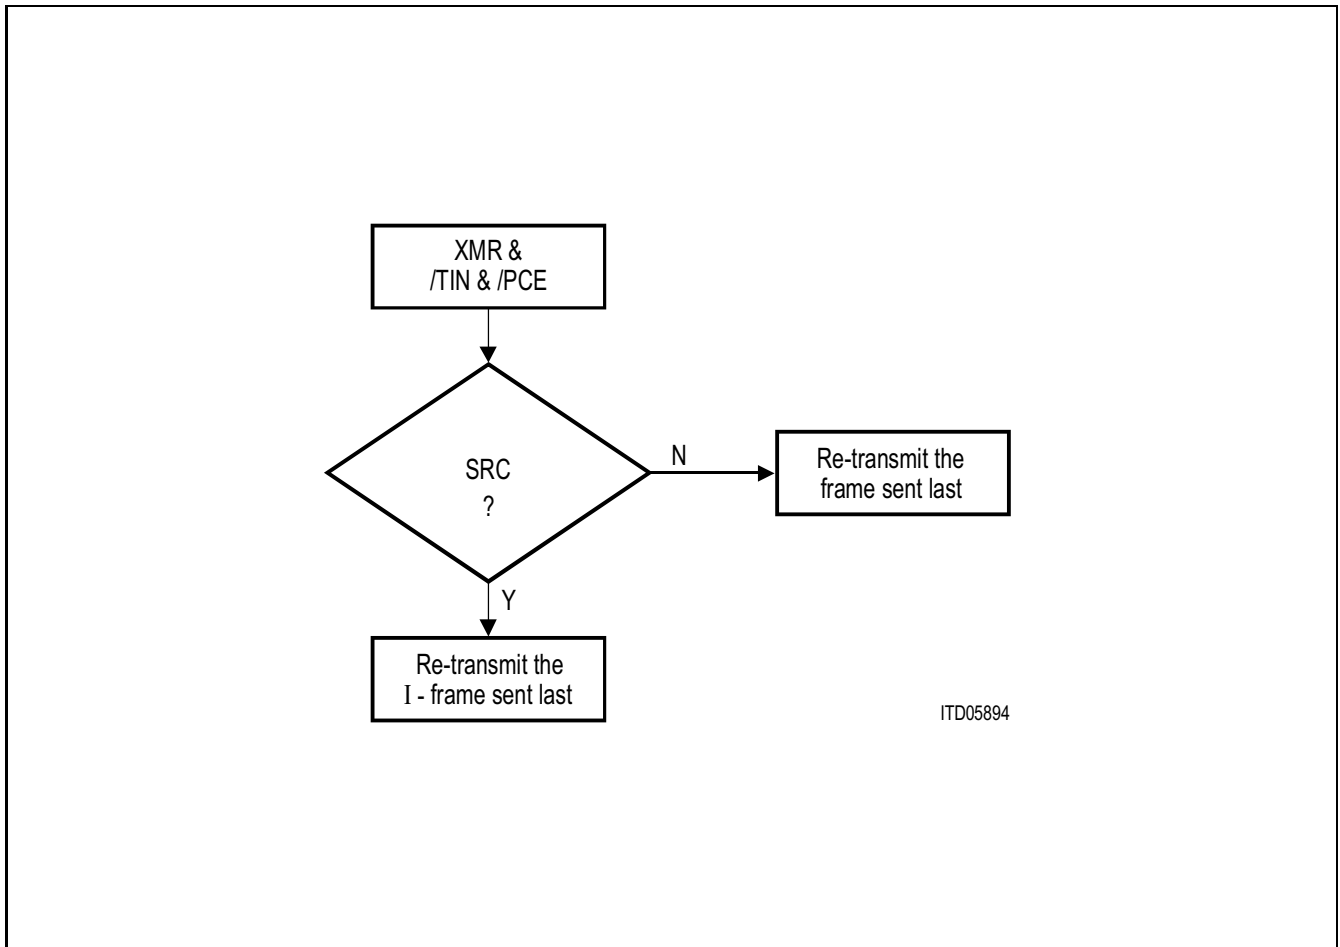 XMR &
/TIN & /PCE
SRC
?
N
Re-transmit the
frame sent last
Y
Re-transmit the
I - frame sent last
ITD05894